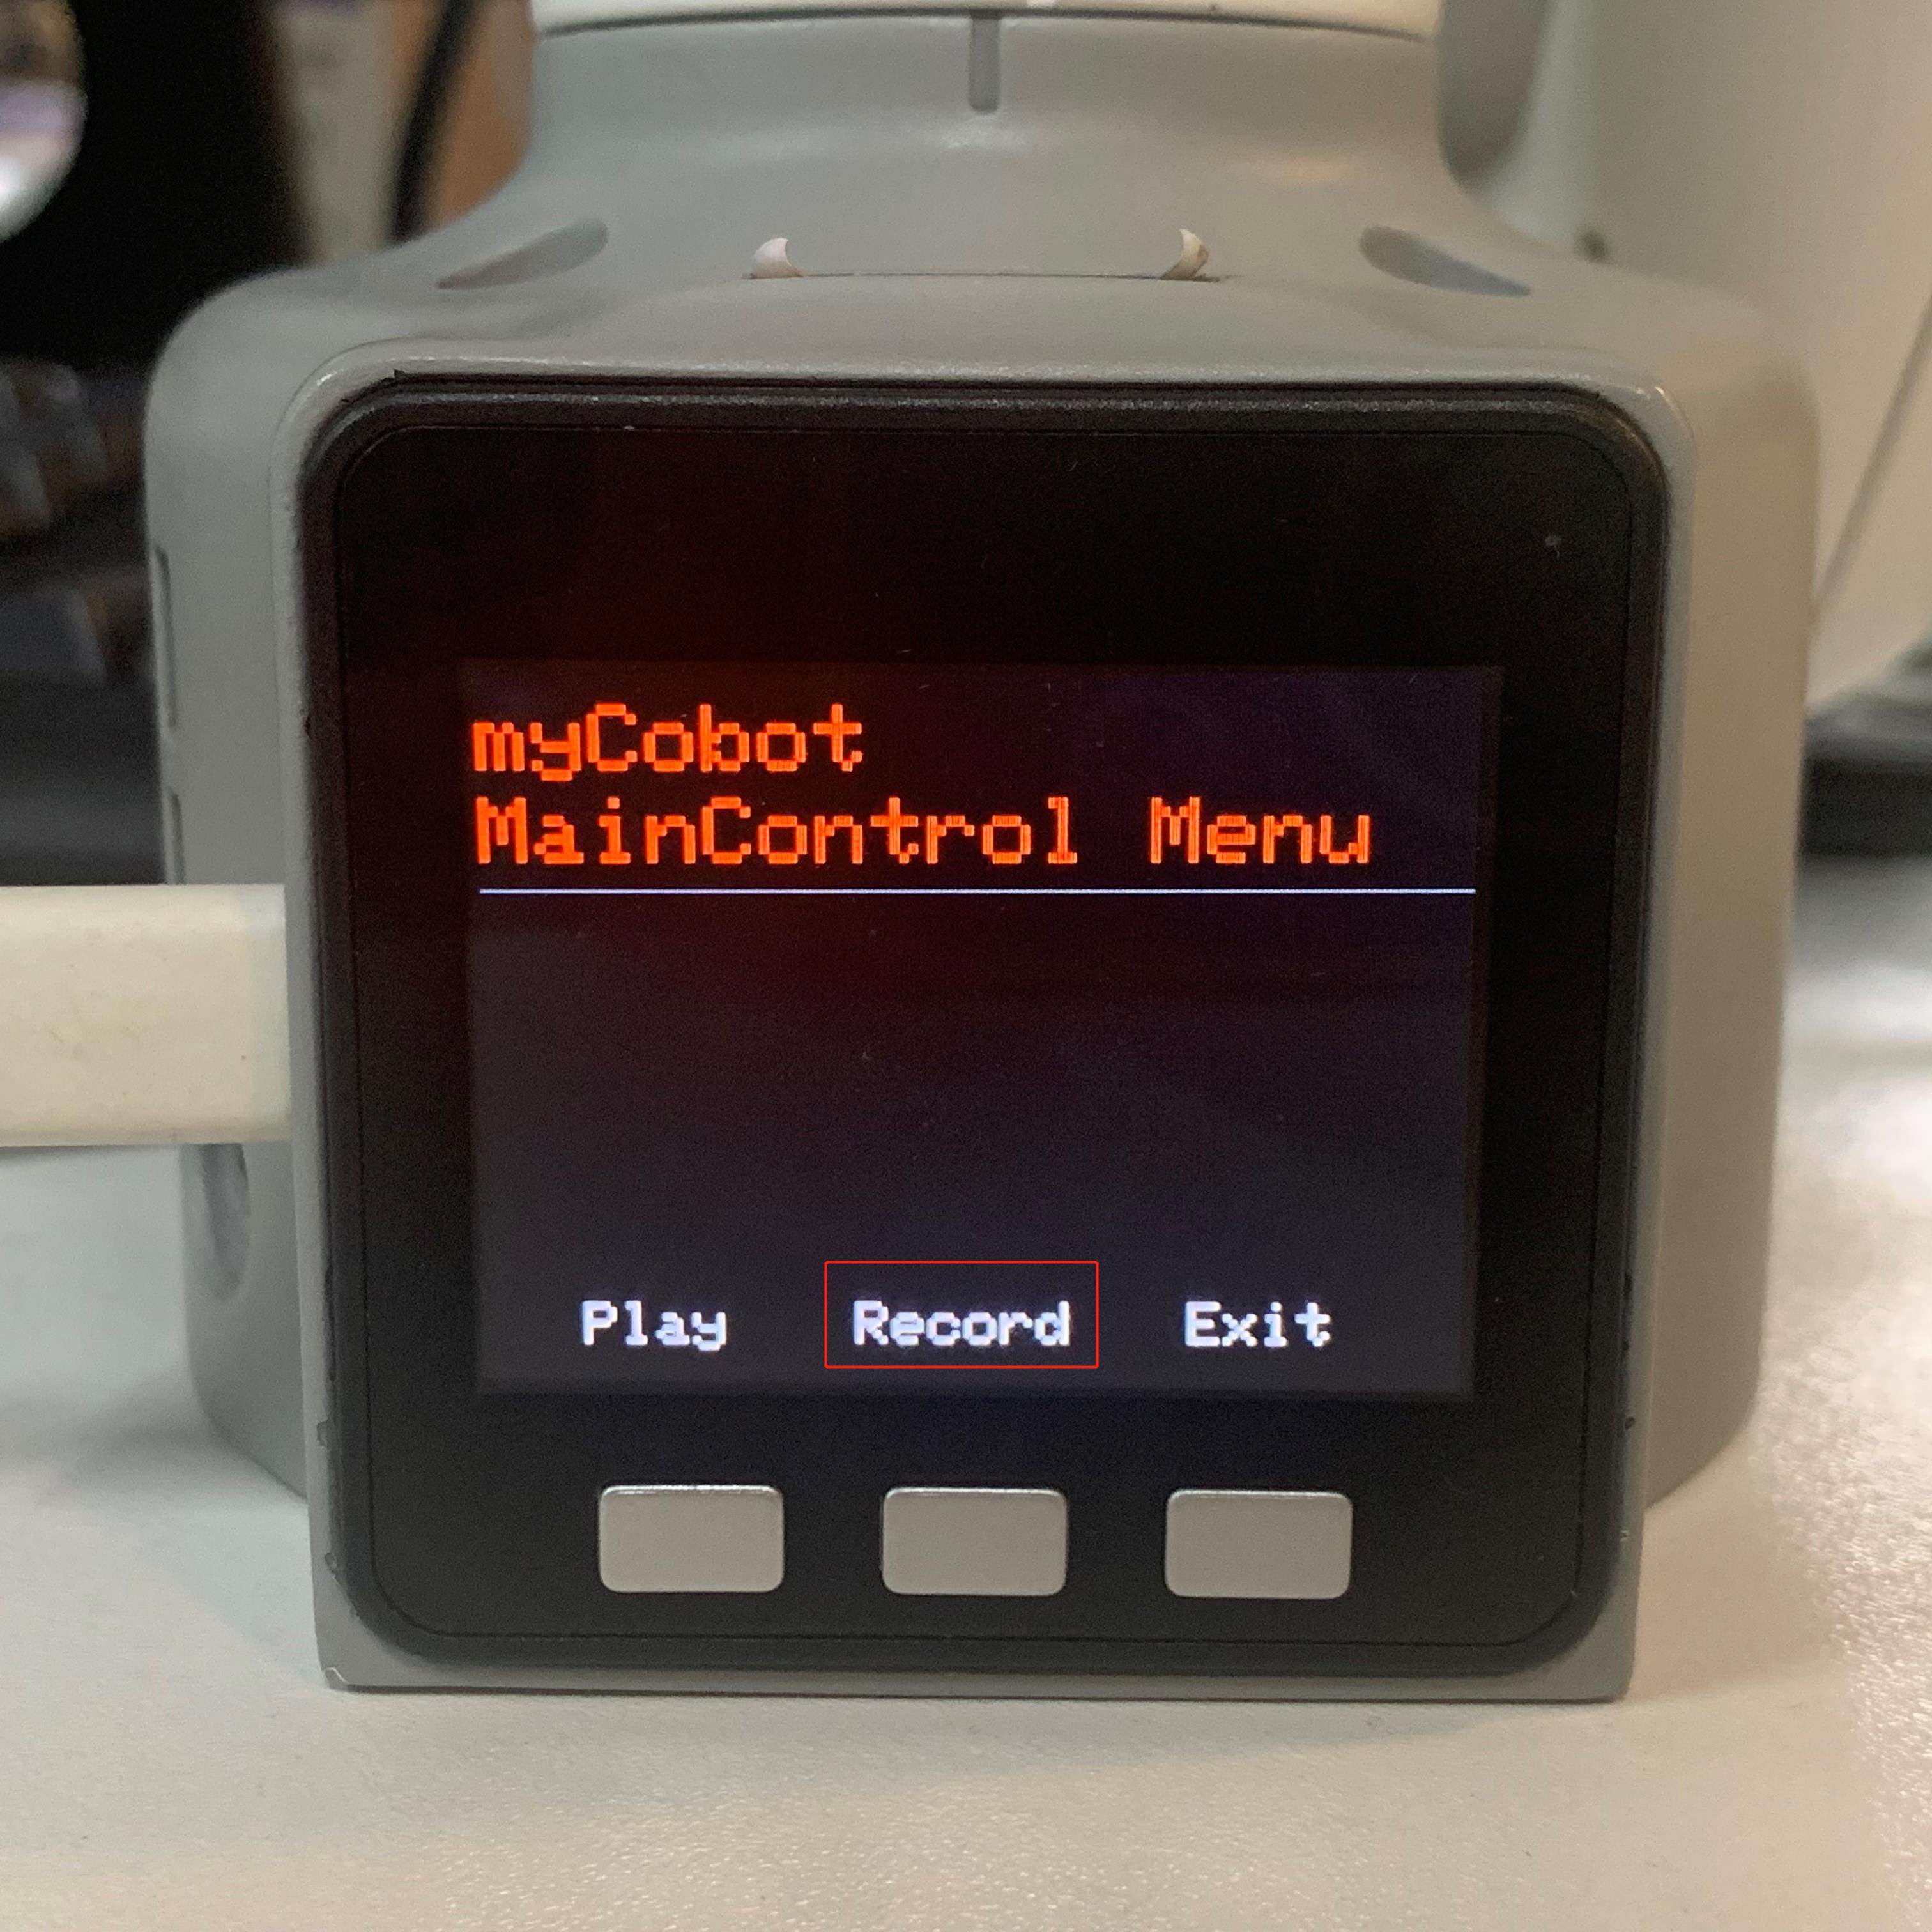 myCobot
MainControl Menu
Play Record Exit